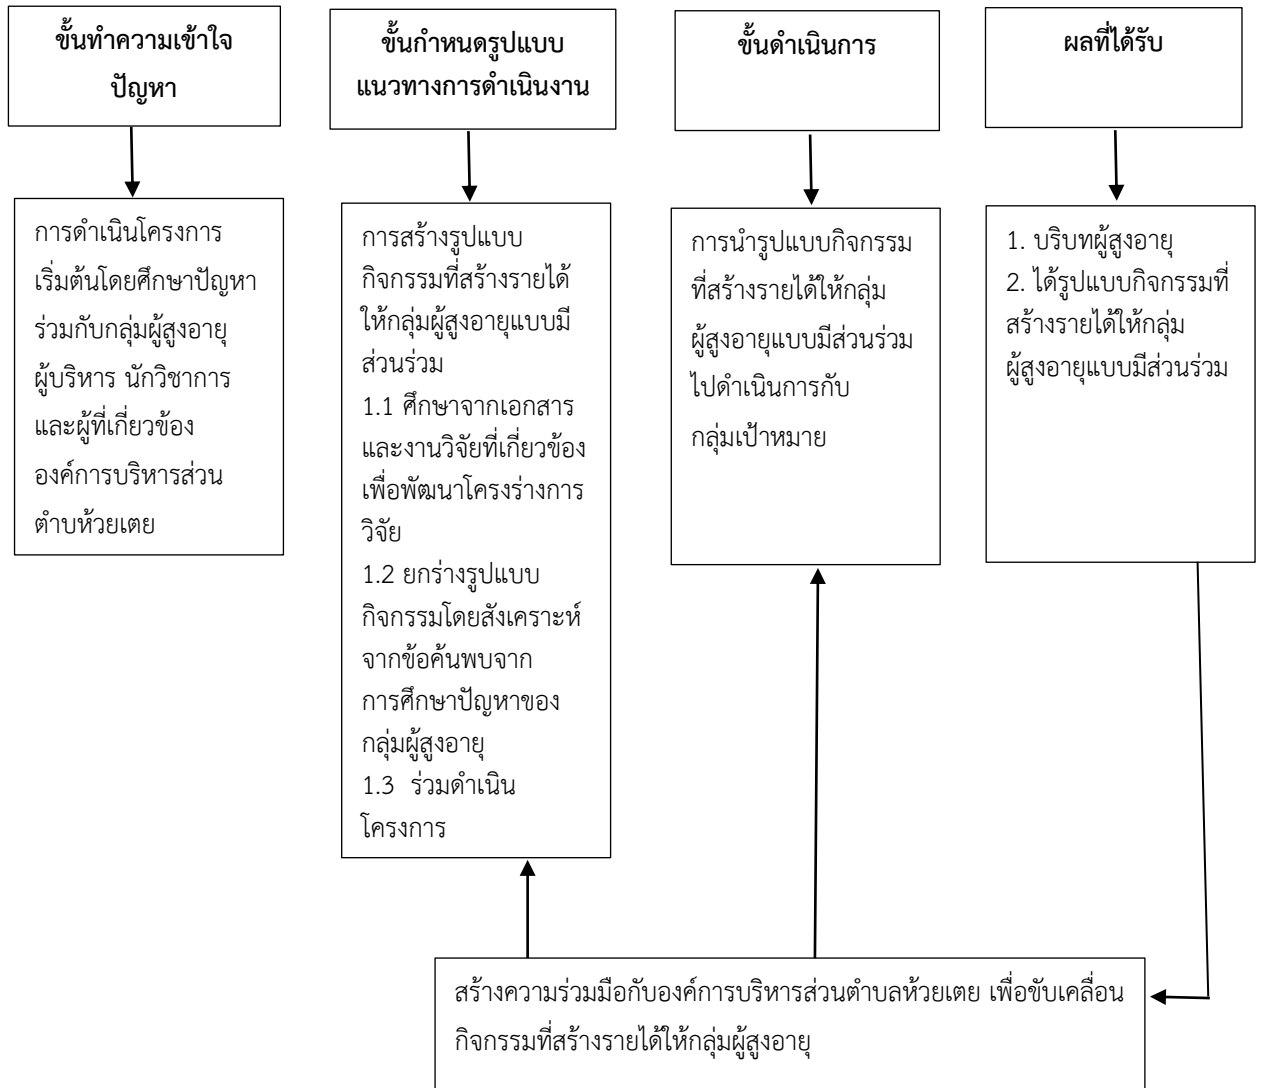 ขั้นทำความเข้าใจ
ปัญหา
ขั้นกำหนดรูปแบบ
แนวทางการดำเนินงาน
ขั้นดำเนินการ
ผลที่ได้รับ
การดำเนินโครงการ
เริ่มต้นโดยศึกษาปัญหา
ร่วมกับกลุ่มผู้สูงอายุ
ผู้บริหาร นักวิชาการ
และผู้ที่เกี่ยวข้อง
องค์การบริหารส่วน
ตำบห้วยเตย
การสร้างรูปแบบ
กิจกรรมที่สร้างรายได้
ให้กลุ่มผู้สูงอายุแบบมี
ส่วนร่วม
1.1 ศึกษาจากเอกสาร
และงานวิจัยที่เกี่ยวข้อง
เพื่อพัฒนาโครงร่างการ
วิจัย
1.2 ยกร่างรูปแบบ
กิจกรรมโดยสังเคราะห์
จากข้อค้นพบจาก
การศึกษาปัญหาของ
กลุ่มผู้สูงอายุ
1.3 ร่วมดำเนิน
โครงการ
การนำรูปแบบกิจกรรม
ที่สร้างรายได้ให้กลุ่ม
ผู้สูงอายุแบบมีส่วนร่วม
ไปดำเนินการกับ
กลุ่มเป้าหมาย
1. บริบทผู้สูงอายุ
2. ได้รูปแบบกิจกรรมที่
สร้างรายได้ให้กลุ่ม
ผู้สูงอายุแบบมีส่วนร่วม
สร้างความร่วมมือกับองค์การบริหารส่วนตำบลห้วยเตย เพื่อขับเคลื่อน
กิจกรรมที่สร้างรายได้ให้กลุ่มผู้สูงอายุ